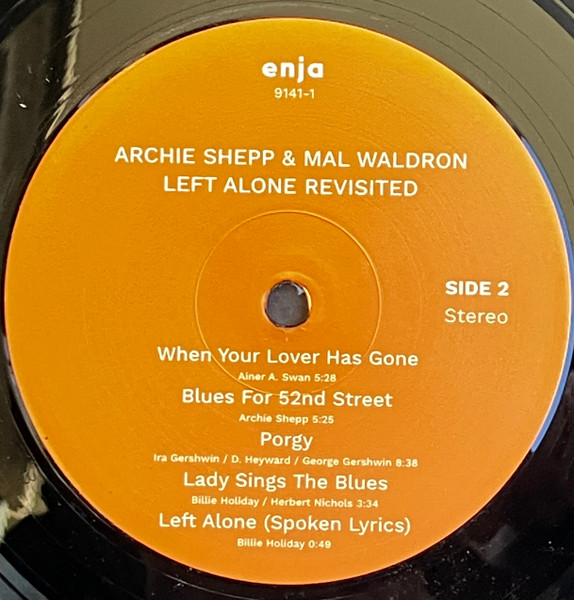 enja
9141-1
ARCHIE SHEPP & MAL WALDRON
LEFT ALONE REVISITED
SIDE 2
Stereo
When Your Lover Has Gone
Ainer A. Swan 5:28
Blues For 52nd Street
Archie Shepp 5:25
Porgy
Ira Gershwin / D. Heyward / George Gershwin 8:38
Lady Sings The Blues
Billie Holiday / Herbert Nichols 3:34
Left Alone (Spoken Lyrics)
Billie Holiday 0:49